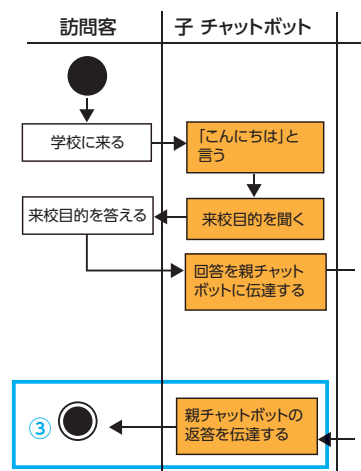 訪問客
子 チャットボット
学校に来る
「こんにちは」と
言う
来校目的を答える
来校目的を聞く
回答を親チャット
ボットに伝達する
③
親チャットボットの
返答を伝達する